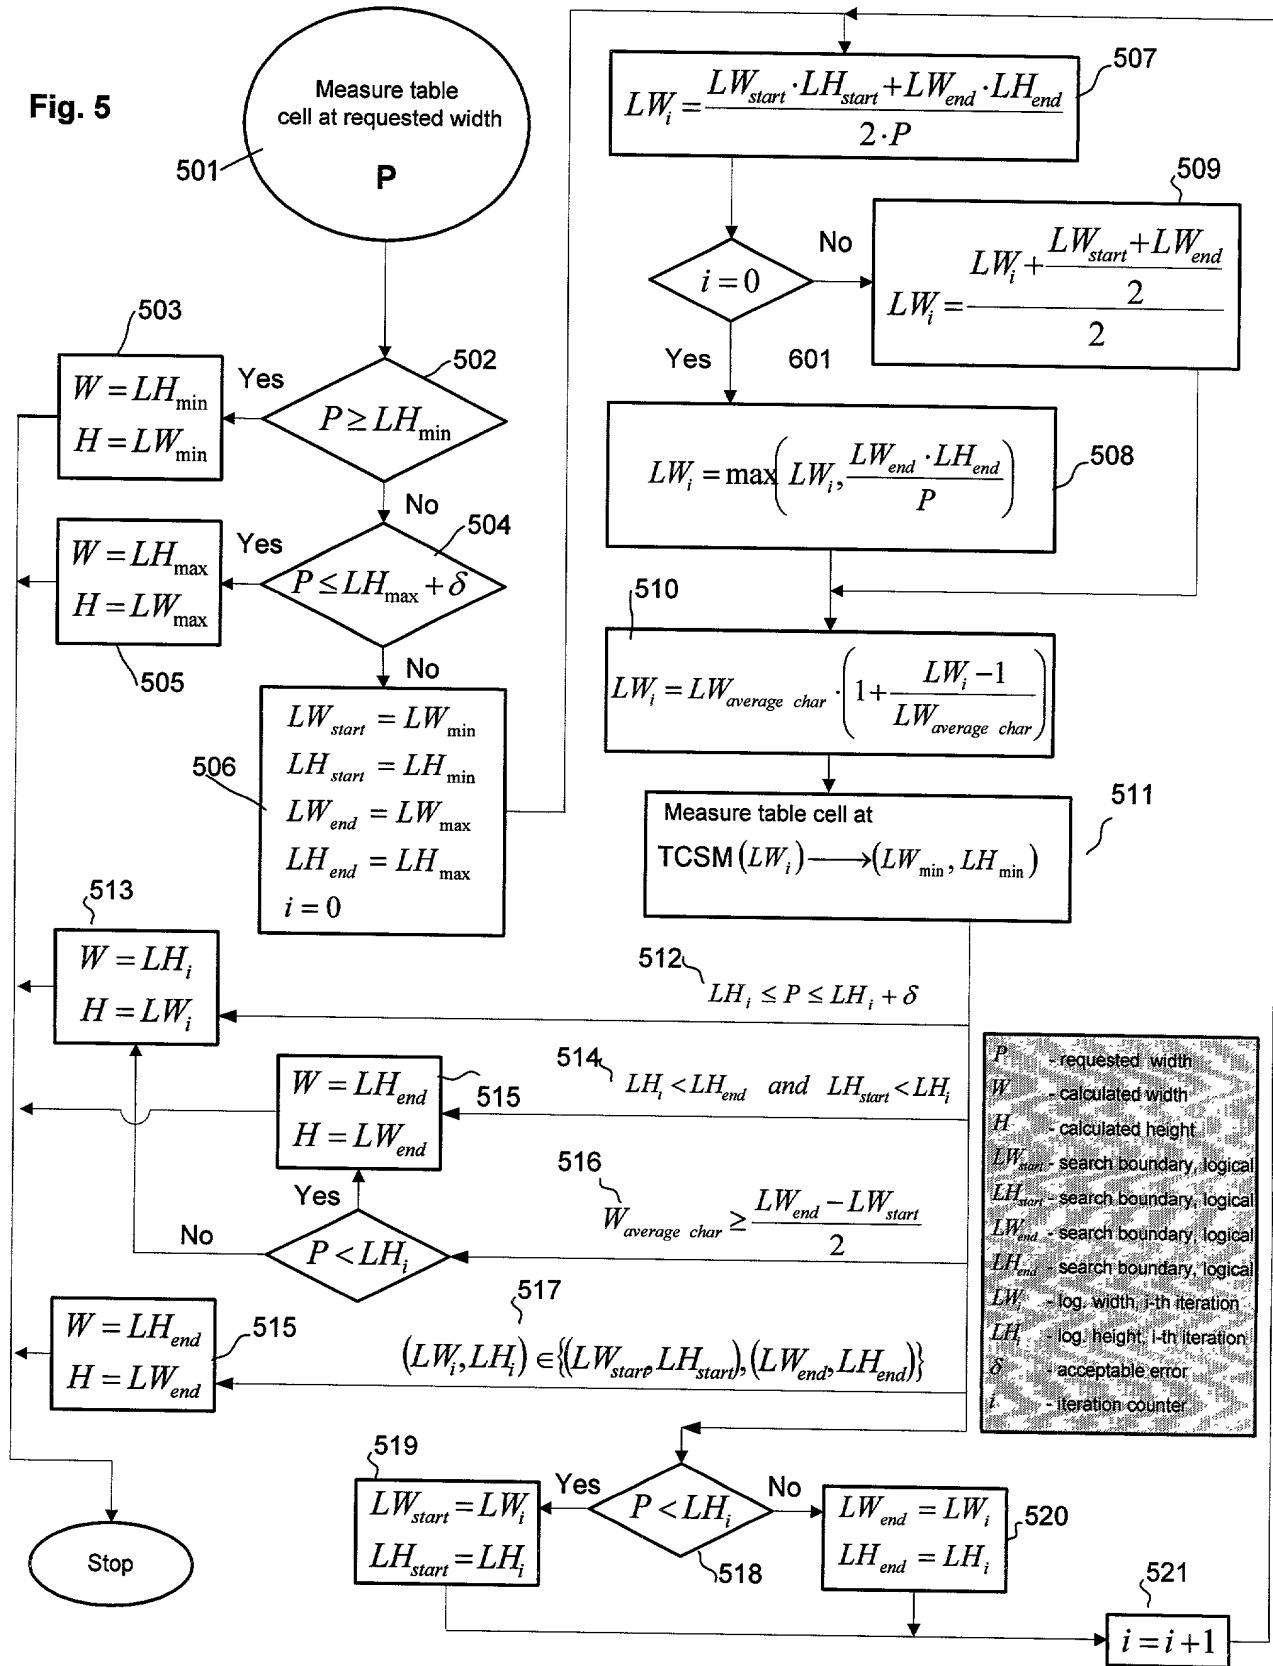 Fig. 5
Measure table
cell at requested width
P
501
502
P ≥ LH_min
Yes
503
W = LH_min
H = LW_min
No
504
P ≤ LH_max + δ
Yes
W = LH_max
H = LW_max
505
No
506
LW_start = LW_min
LH_start = LH_min
LW_end = LW_max
LH_end = LH_max
i = 0
507
LW_i = (LW_start · LH_start + LW_end · LH_end) / (2 · P)
i = 0
No
509
LW_i = (LW_i + (LW_start + LW_end) / 2) / 2
Yes
601
508
LW_i = max(LW_i, (LW_end · LH_end) / P)
510
LW_i = LW_average char · (1 + (LW_i − 1) / LW_average char)
511
Measure table cell at
TCSM(LW_i) ⟶ (LW_min, LH_min)
512
LH_i ≤ P ≤ LH_i + δ
513
W = LH_i
H = LW_i
514
LH_i < LH_end and LH_start < LH_i
515
W = LH_end
H = LW_end
516
W_average char ≥ (LW_end − LW_start) / 2
Yes
No
P < LH_i
517
(LW_i, LH_i) ∈ {(LW_start, LH_start), (LW_end, LH_end)}
515
W = LH_end
H = LW_end
P < LH_i
518
Yes
519
LW_start = LW_i
LH_start = LH_i
No
520
LW_end = LW_i
LH_end = LH_i
521
i = i + 1
Stop
P - requested width
W - calculated width
H - calculated height
LW_start - search boundary, logical
LH_start - search boundary, logical
LW_end - search boundary, logical
LH_end - search boundary, logical
LW_i - log. width, i-th iteration
LH_i - log. height, i-th iteration
δ - acceptable error
i - iteration counter